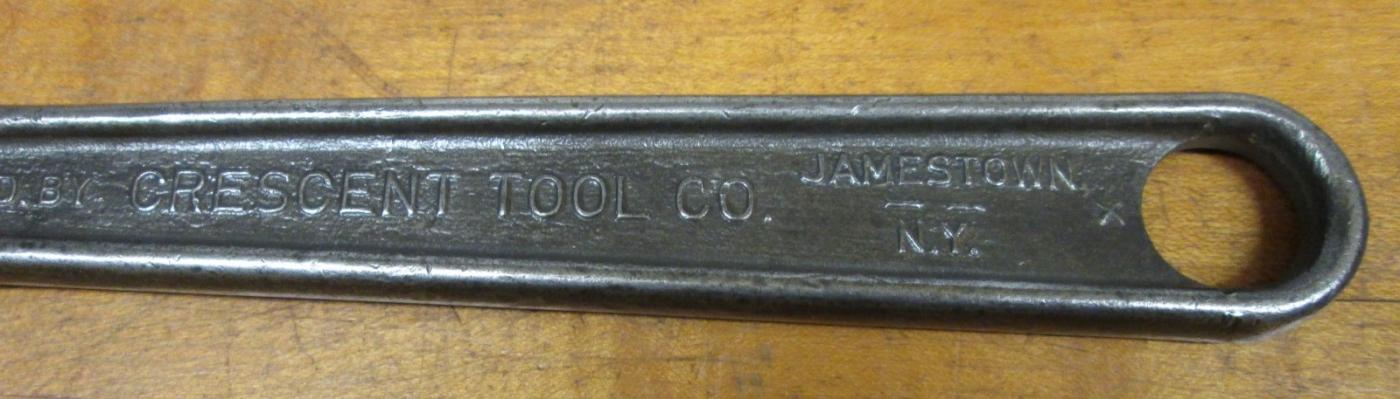 D. BY. CRESCENT TOOL CO.
JAMESTOWN.
N.Y.
X